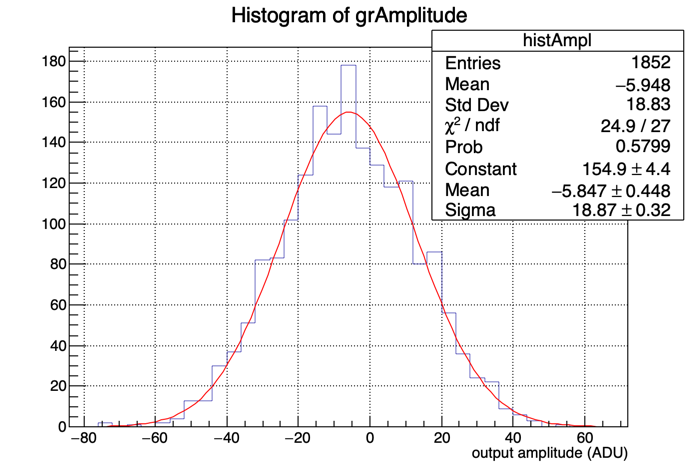 Histogram of grAmplitude
histAmpl
Entries 1852
Mean −5.948
Std Dev 18.83
χ² / ndf 24.9 / 27
Prob 0.5799
Constant 154.9 ± 4.4
Mean −5.847 ± 0.448
Sigma 18.87 ± 0.32
180
160
140
120
100
80
60
40
20
0
−80 −60 −40 −20 0 20 40 60
output amplitude (ADU)